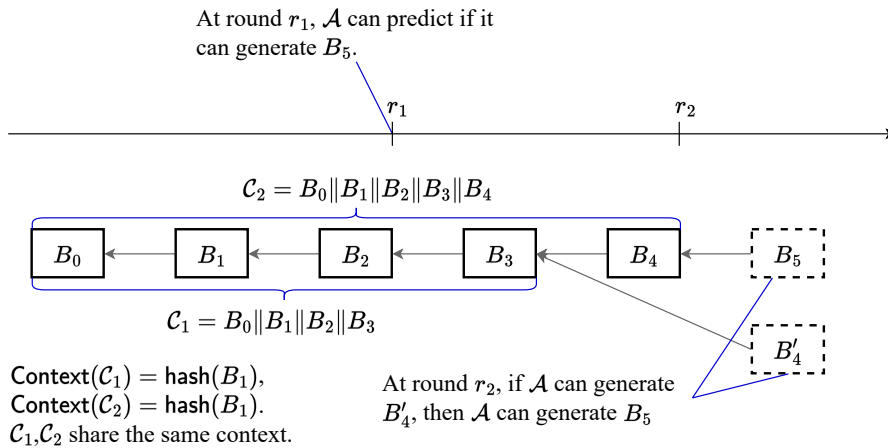 At round r₁, 𝒜 can predict if it
can generate B₅.
r₁
r₂
𝒞₂ = B₀∥B₁∥B₂∥B₃∥B₄
B₀
B₁
B₂
B₃
B₄
B₅
𝒞₁ = B₀∥B₁∥B₂∥B₃
B₄′
Context(𝒞₁) = hash(B₁),
Context(𝒞₂) = hash(B₁).
𝒞₁,𝒞₂ share the same context.
At round r₂, if 𝒜 can generate
B₄′, then 𝒜 can generate B₅